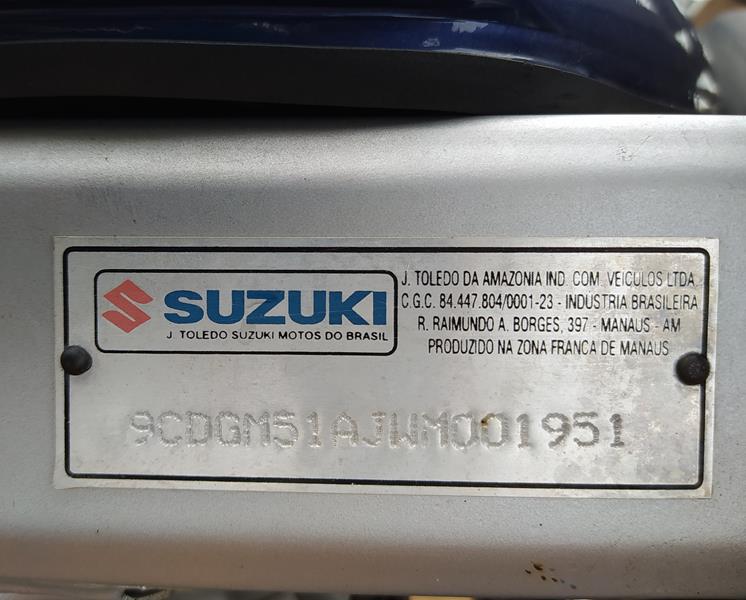 SUZUKI
J. TOLEDO SUZUKI MOTOS DO BRASIL
J. TOLEDO DA AMAZONIA IND. COM. VEICULOS LTDA.
C.G.C. 84.447.804/0001-23 - INDUSTRIA BRASILEIRA
R. RAIMUNDO A. BORGES, 397 - MANAUS - AM
PRODUZIDO NA ZONA FRANCA DE MANAUS
9CDGM51AJWM001951